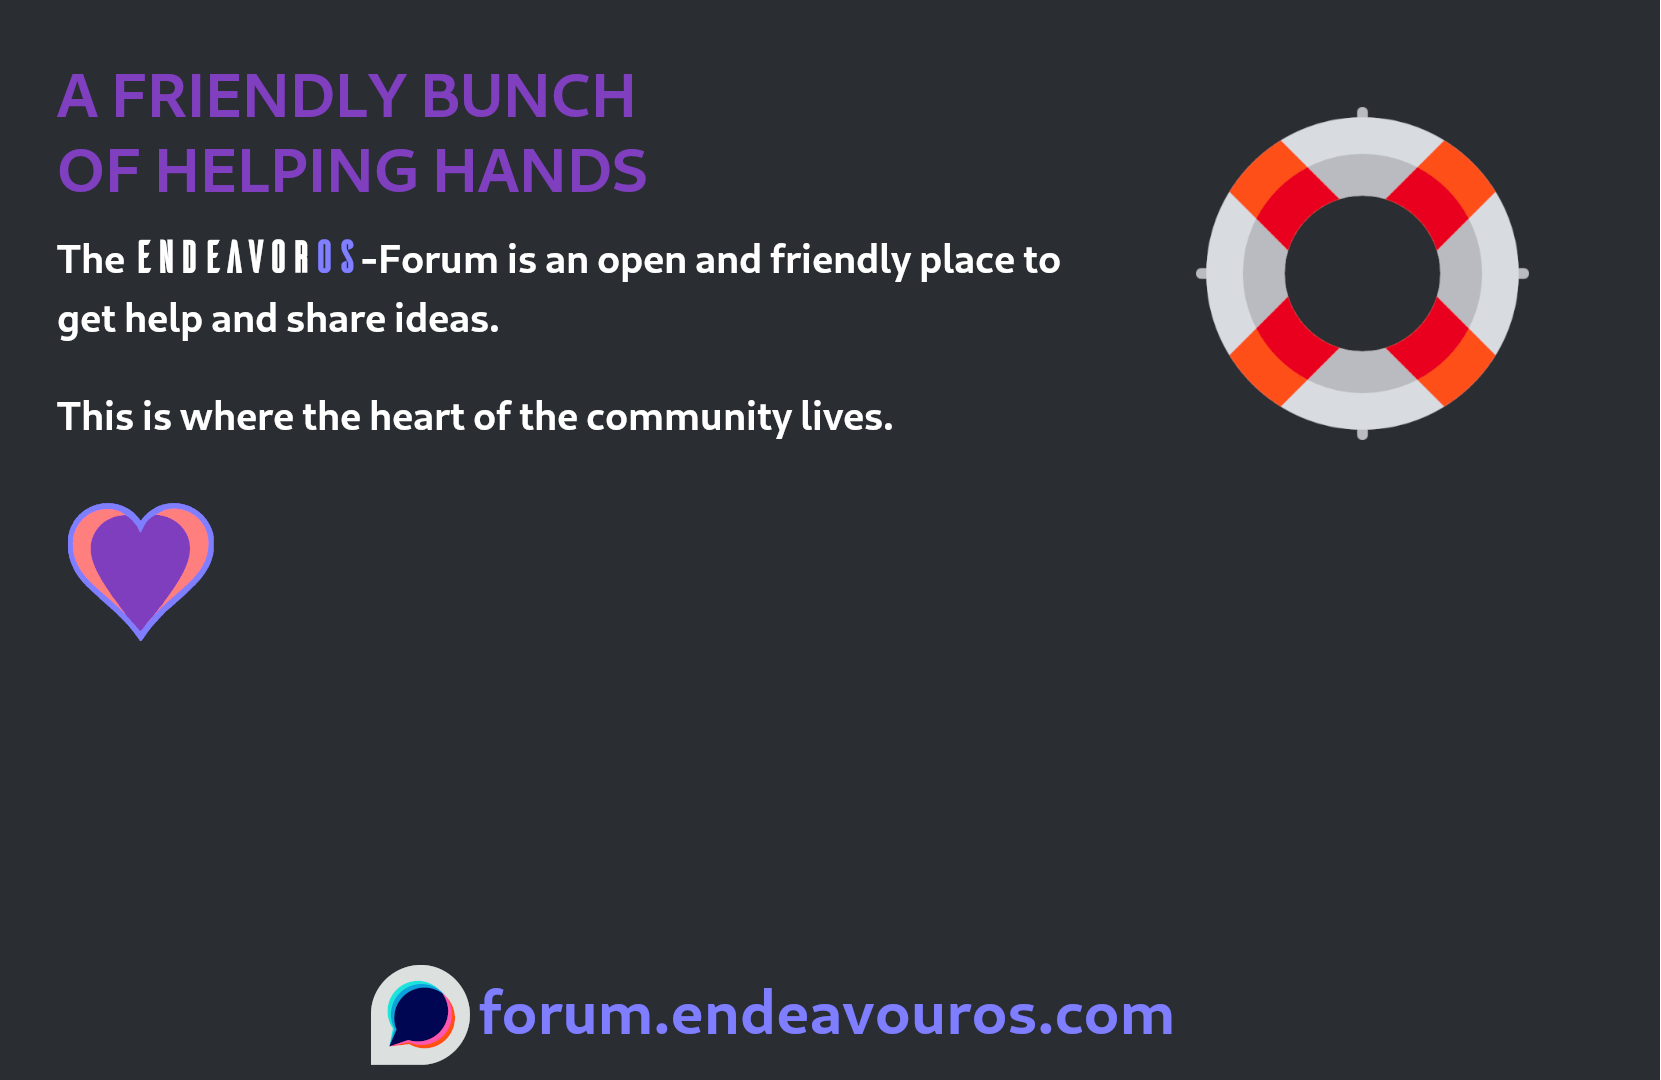 A FRIENDLY BUNCH
OF HELPING HANDS
The ENDEAVOROS-Forum is an open and friendly place to
get help and share ideas.
This is where the heart of the community lives.
forum.endeavouros.com